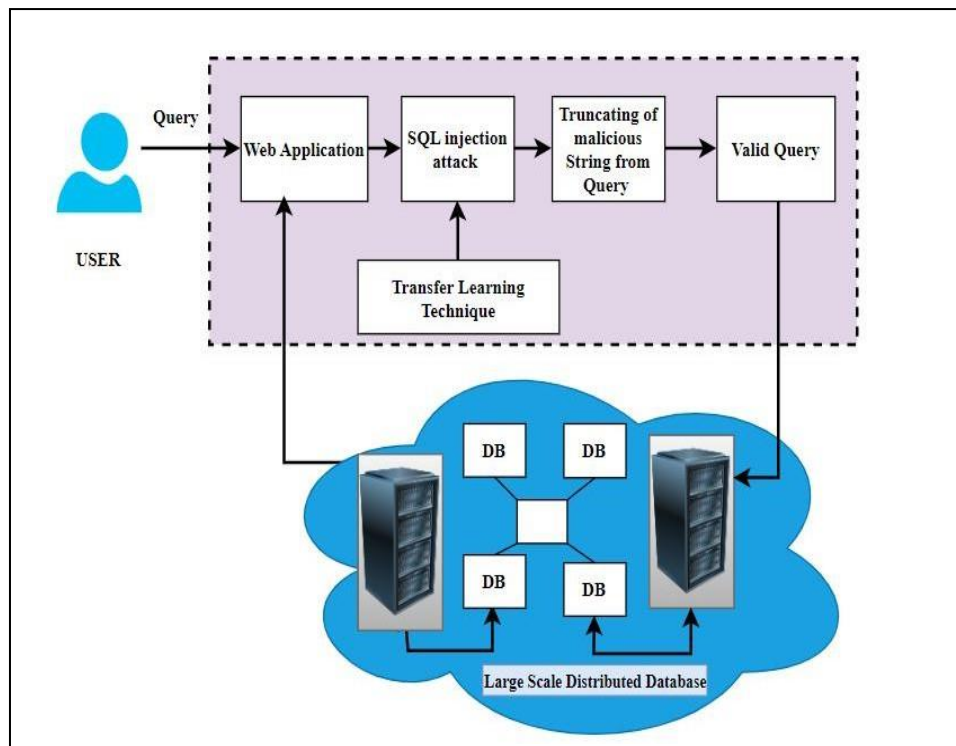 Query
USER
Web Application
SQL injection
attack
Truncating of
malicious
String from
Query
Valid Query
Transfer Learning
Technique
DB
DB
DB
DB
Large Scale Distributed Database